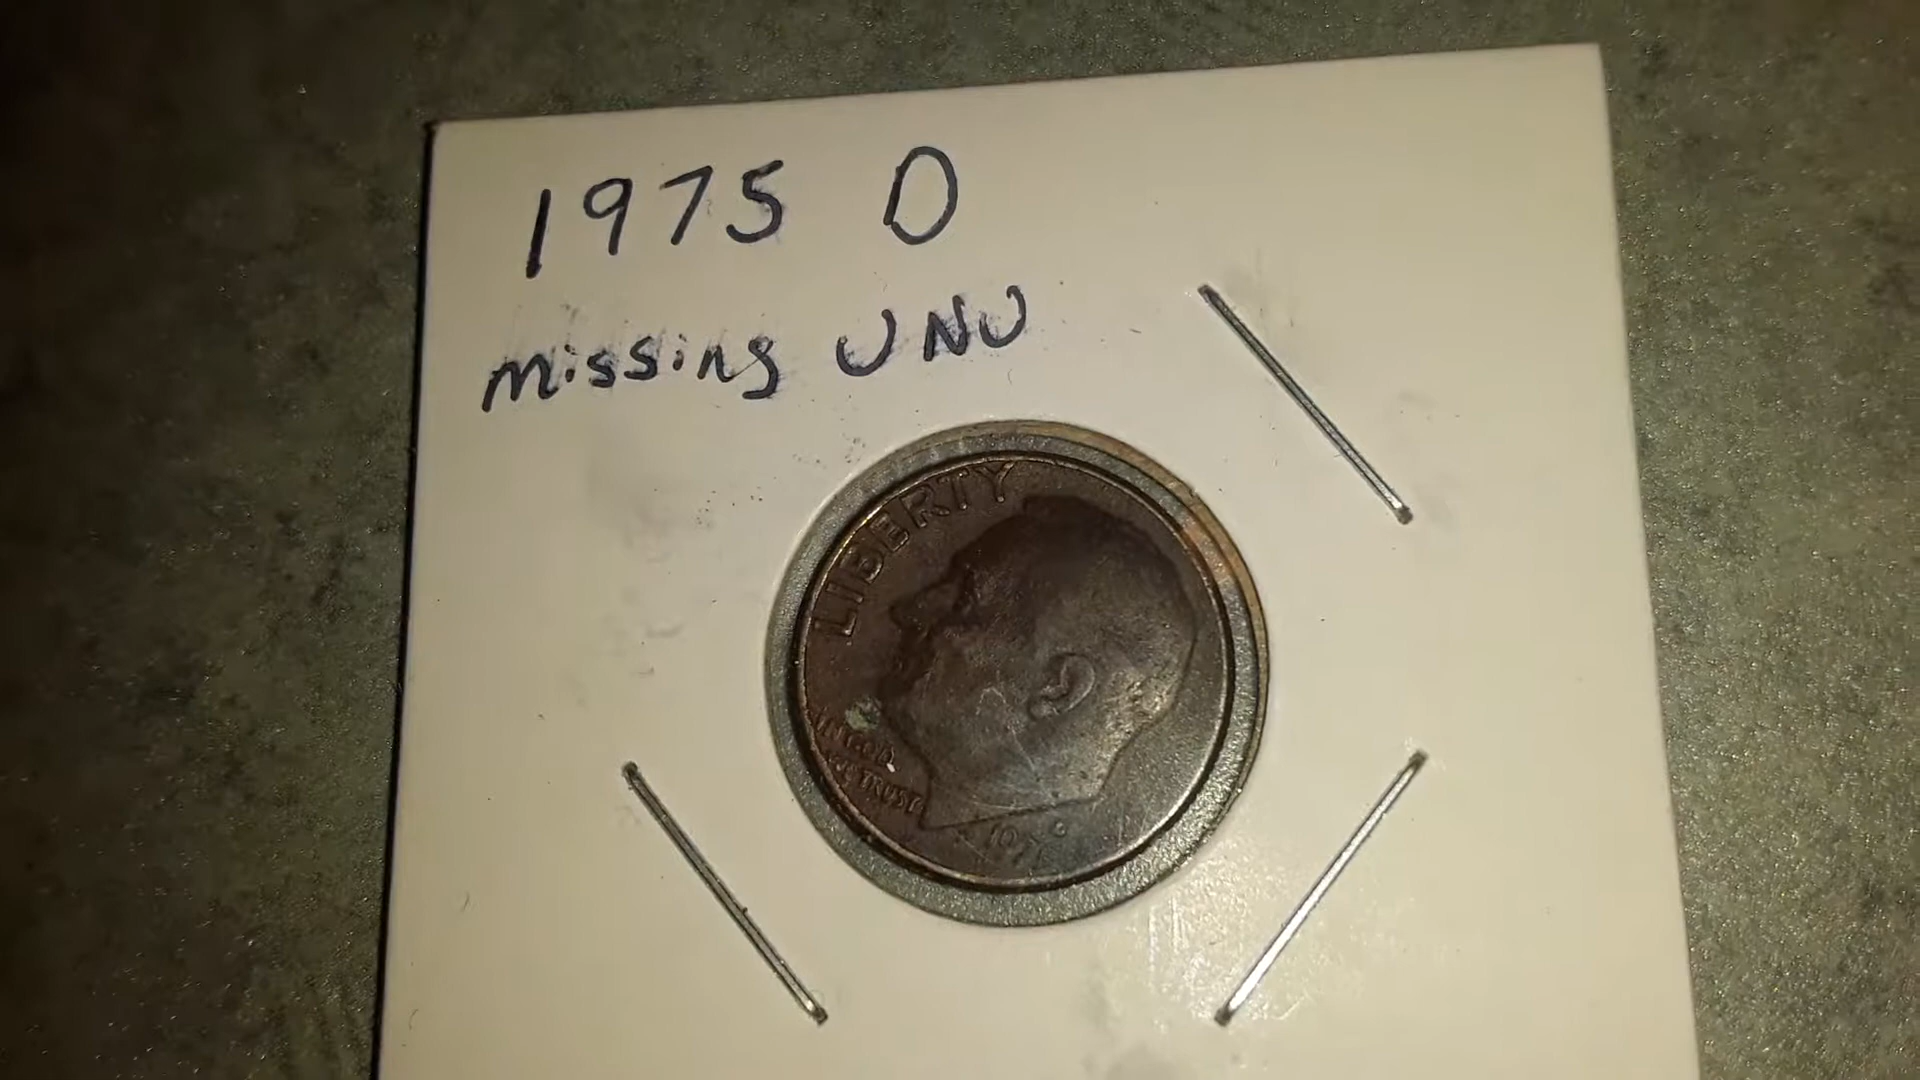 1975 D
missing UNU
LIBERTY
IN GOD
WE TRUST